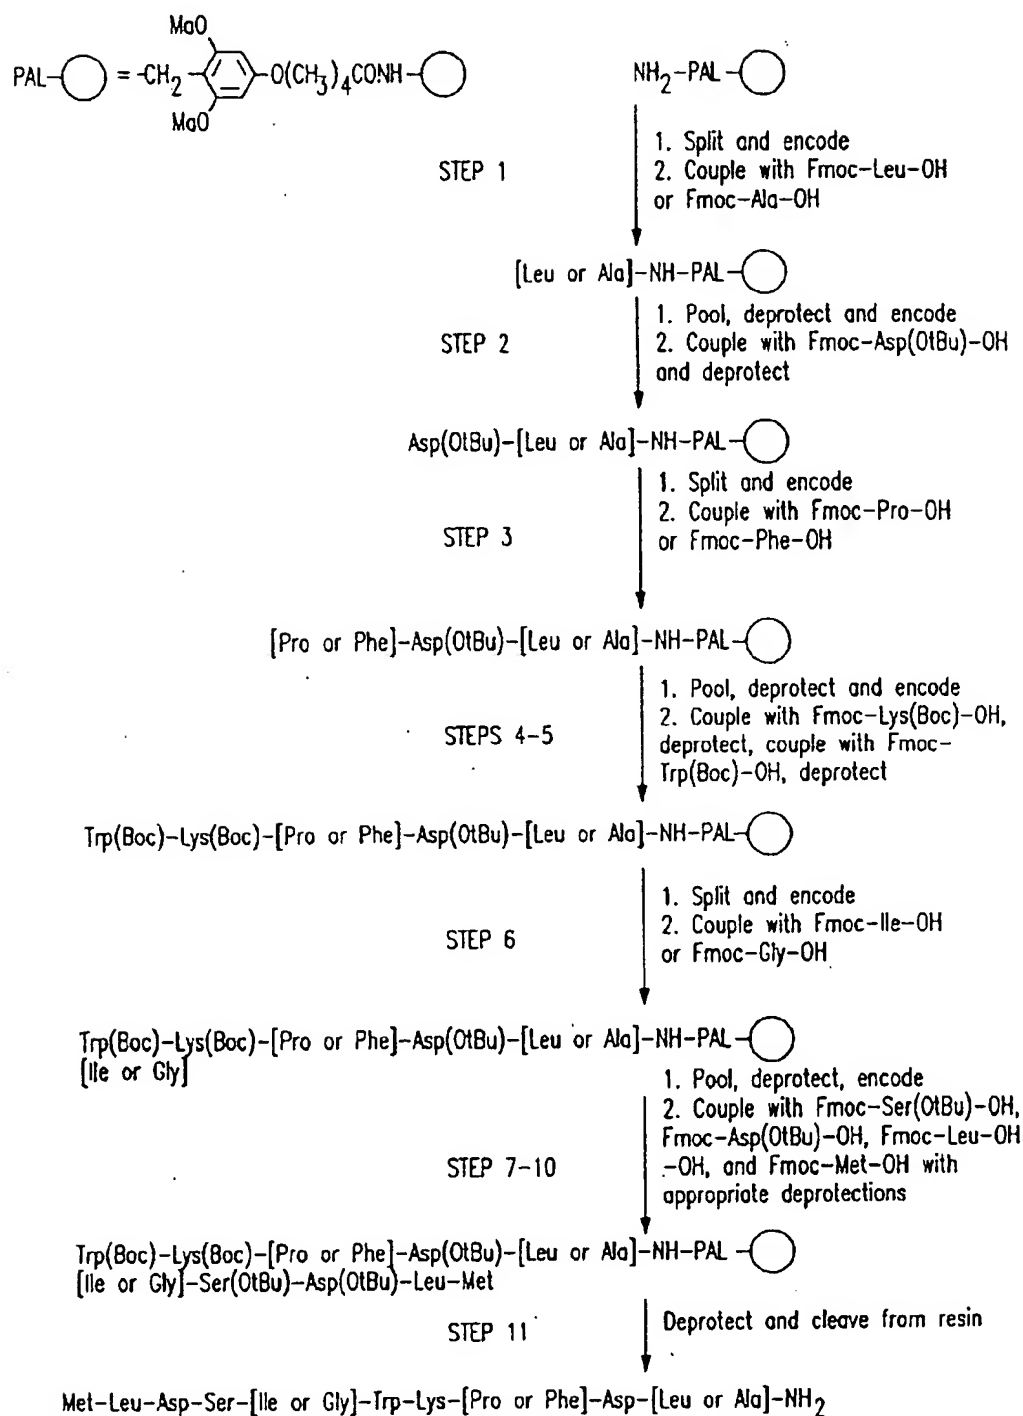 MaO
PAL- = -CH2- -O(CH3)4CONH-
MaO
NH2-PAL-
STEP 1
1. Split and encode
2. Couple with Fmoc-Leu-OH
or Fmoc-Ala-OH
[Leu or Ala]-NH-PAL-
STEP 2
1. Pool, deprotect and encode
2. Couple with Fmoc-Asp(OtBu)-OH
and deprotect
Asp(OtBu)-[Leu or Ala]-NH-PAL-
STEP 3
1. Split and encode
2. Couple with Fmoc-Pro-OH
or Fmoc-Phe-OH
[Pro or Phe]-Asp(OtBu)-[Leu or Ala]-NH-PAL-
STEPS 4-5
1. Pool, deprotect and encode
2. Couple with Fmoc-Lys(Boc)-OH,
deprotect, couple with Fmoc-
Trp(Boc)-OH, deprotect
Trp(Boc)-Lys(Boc)-[Pro or Phe]-Asp(OtBu)-[Leu or Ala]-NH-PAL-
STEP 6
1. Split and encode
2. Couple with Fmoc-Ile-OH
or Fmoc-Gly-OH
Trp(Boc)-Lys(Boc)-[Pro or Phe]-Asp(OtBu)-[Leu or Ala]-NH-PAL-
[Ile or Gly]
STEP 7-10
1. Pool, deprotect, encode
2. Couple with Fmoc-Ser(OtBu)-OH,
Fmoc-Asp(OtBu)-OH, Fmoc-Leu-OH
-OH, and Fmoc-Met-OH with
appropriate deprotections
Trp(Boc)-Lys(Boc)-[Pro or Phe]-Asp(OtBu)-[Leu or Ala]-NH-PAL-
[Ile or Gly]-Ser(OtBu)-Asp(OtBu)-Leu-Met
STEP 11
Deprotect and cleave from resin
Met-Leu-Asp-Ser-[Ile or Gly]-Trp-Lys-[Pro or Phe]-Asp-[Leu or Ala]-NH2